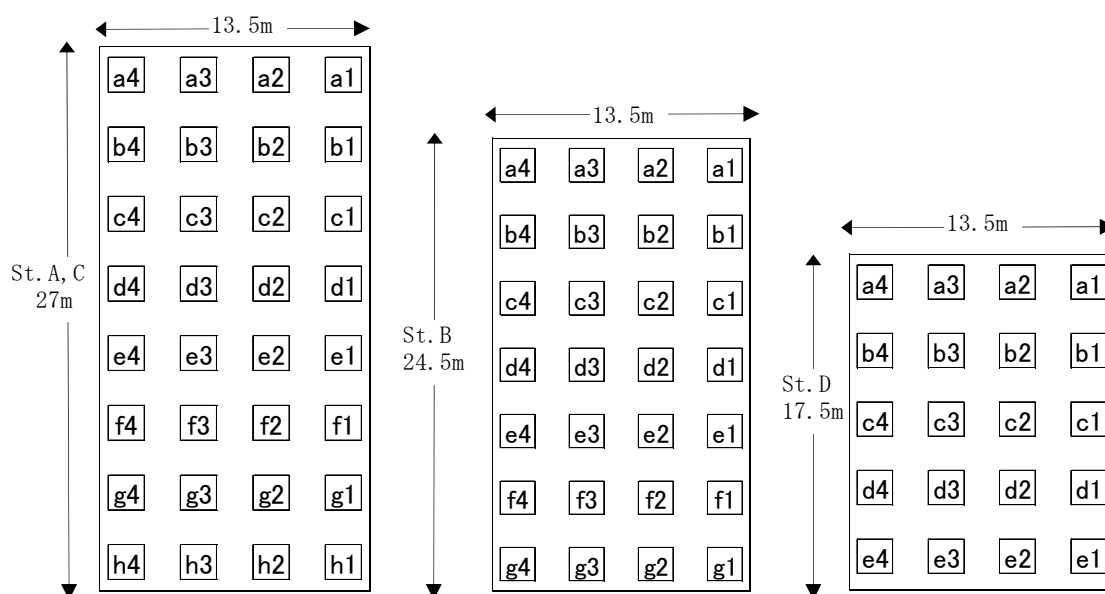 13.5m
St. A,C
27m
a4 a3 a2 a1
b4 b3 b2 b1
c4 c3 c2 c1
d4 d3 d2 d1
e4 e3 e2 e1
f4 f3 f2 f1
g4 g3 g2 g1
h4 h3 h2 h1
13.5m
St. B
24.5m
a4 a3 a2 a1
b4 b3 b2 b1
c4 c3 c2 c1
d4 d3 d2 d1
e4 e3 e2 e1
f4 f3 f2 f1
g4 g3 g2 g1
13.5m
St. D
17.5m
a4 a3 a2 a1
b4 b3 b2 b1
c4 c3 c2 c1
d4 d3 d2 d1
e4 e3 e2 e1